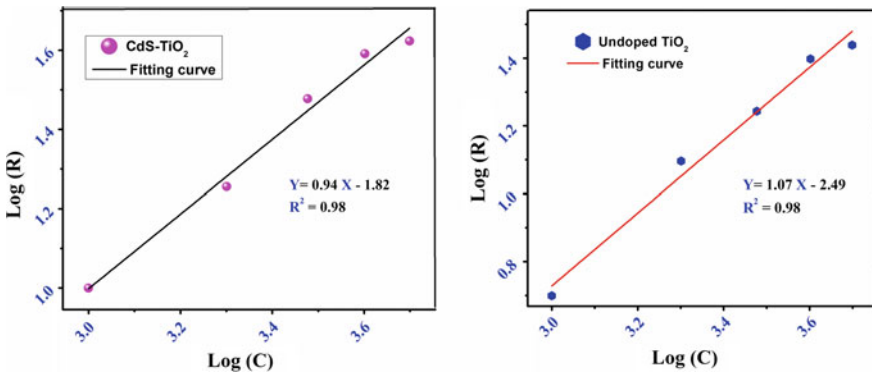 CdS-TiO2
Fitting curve
Y= 0.94 X - 1.82
R2 = 0.98
Log (R)
1.6
1.4
1.2
1.0
3.0 3.2 3.4 3.6
Log (C)
Undoped TiO2
Fitting curve
Y= 1.07 X - 2.49
R2 = 0.98
Log (R)
1.4
1.2
1.0
0.8
3.0 3.2 3.4 3.6
Log (C)